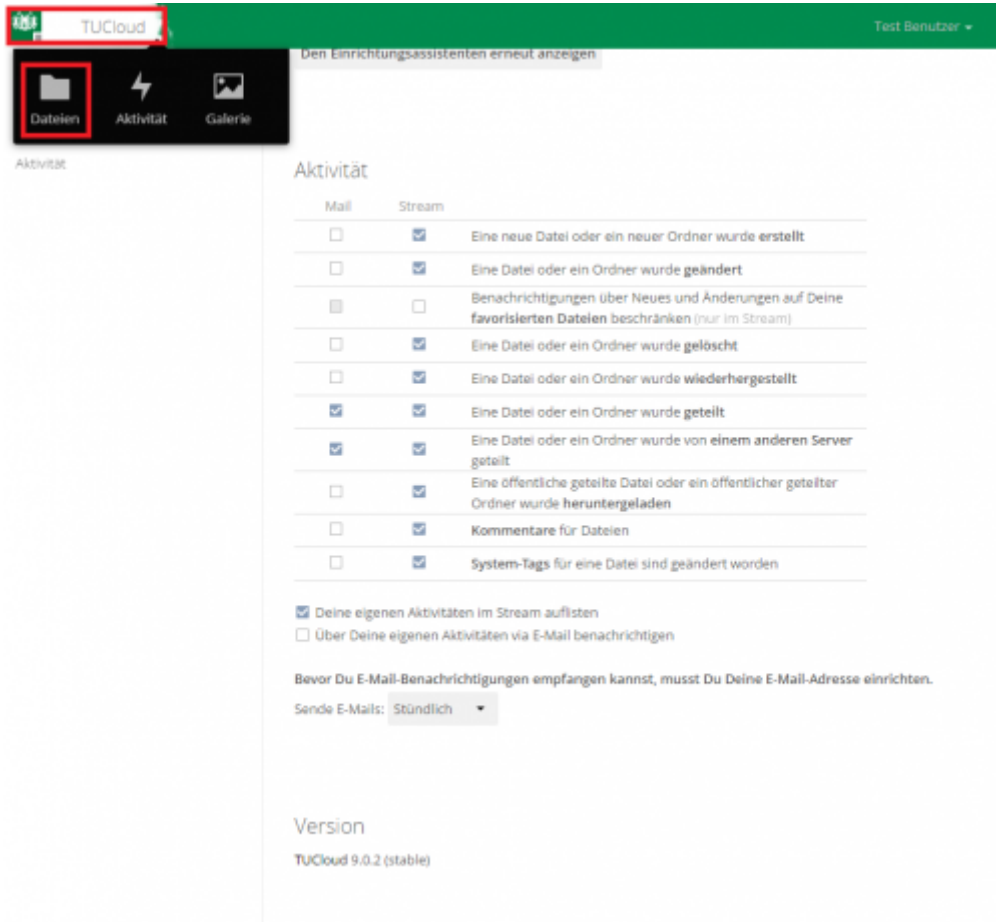 TUCloud
Test Benutzer
Den Einrichtungsassistenten erneut anzeigen
Dateien Aktivität Galerie
Aktivität
Aktivität
Mail Stream
Eine neue Datei oder ein neuer Ordner wurde erstellt
Eine Datei oder ein Ordner wurde geändert
Benachrichtigungen über Neues und Änderungen auf Deine
favorisierten Dateien beschränken (nur im Stream)
Eine Datei oder ein Ordner wurde gelöscht
Eine Datei oder ein Ordner wurde wiederhergestellt
Eine Datei oder ein Ordner wurde geteilt
Eine Datei oder ein Ordner wurde von einem anderen Server
geteilt
Eine öffentliche geteilte Datei oder ein öffentlicher geteilter
Ordner wurde heruntergeladen
Kommentare für Dateien
System-Tags für eine Datei sind geändert worden
Deine eigenen Aktivitäten im Stream auflisten
Über Deine eigenen Aktivitäten via E-Mail benachrichtigen
Bevor Du E-Mail-Benachrichtigungen empfangen kannst, musst Du Deine E-Mail-Adresse einrichten.
Sende E-Mails: Stündlich
Version
TUCloud 9.0.2 (stable)